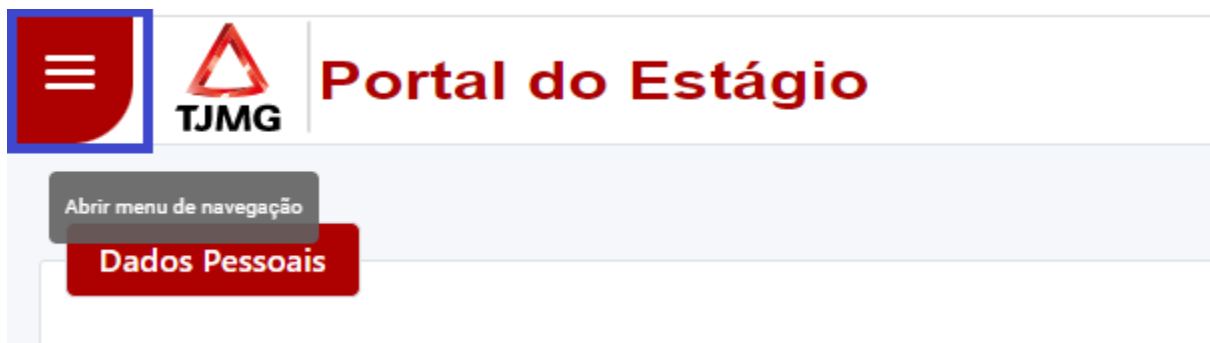 Portal do Estágio
TJMG
Abrir menu de navegação
Dados Pessoais